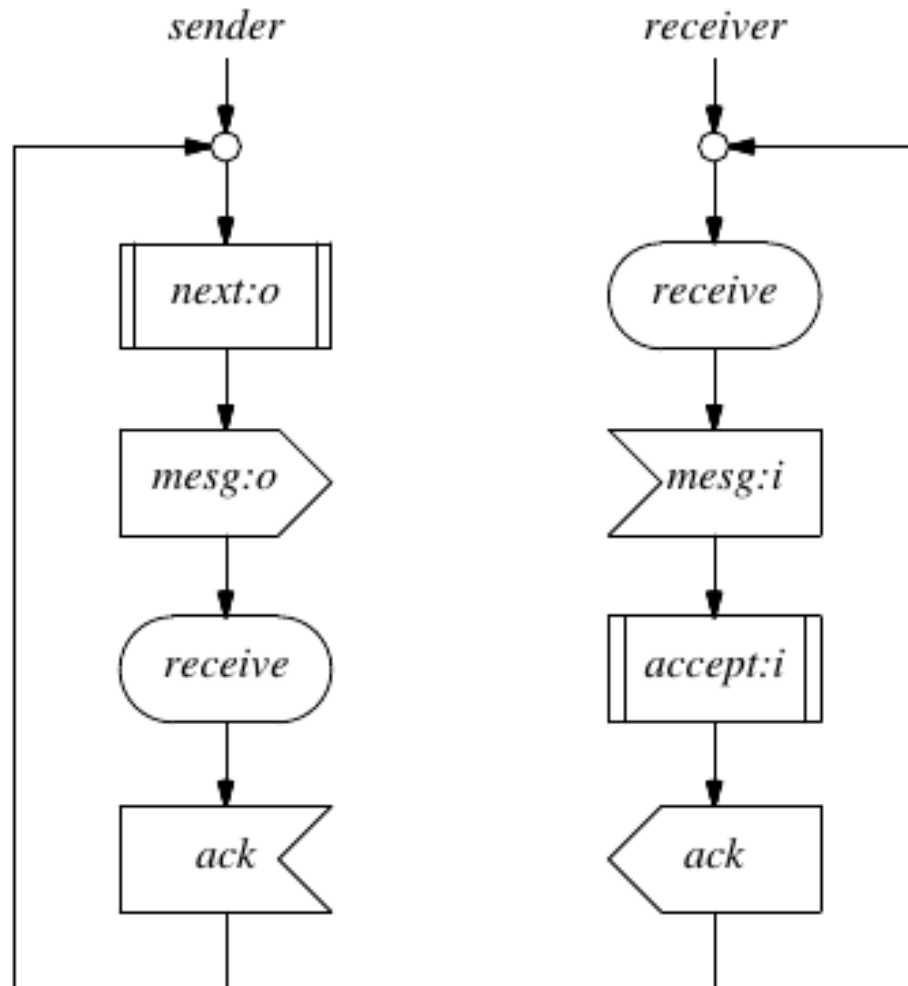 sender
next:o
mesg:o
receive
ack
receiver
receive
mesg:i
accept:i
ack